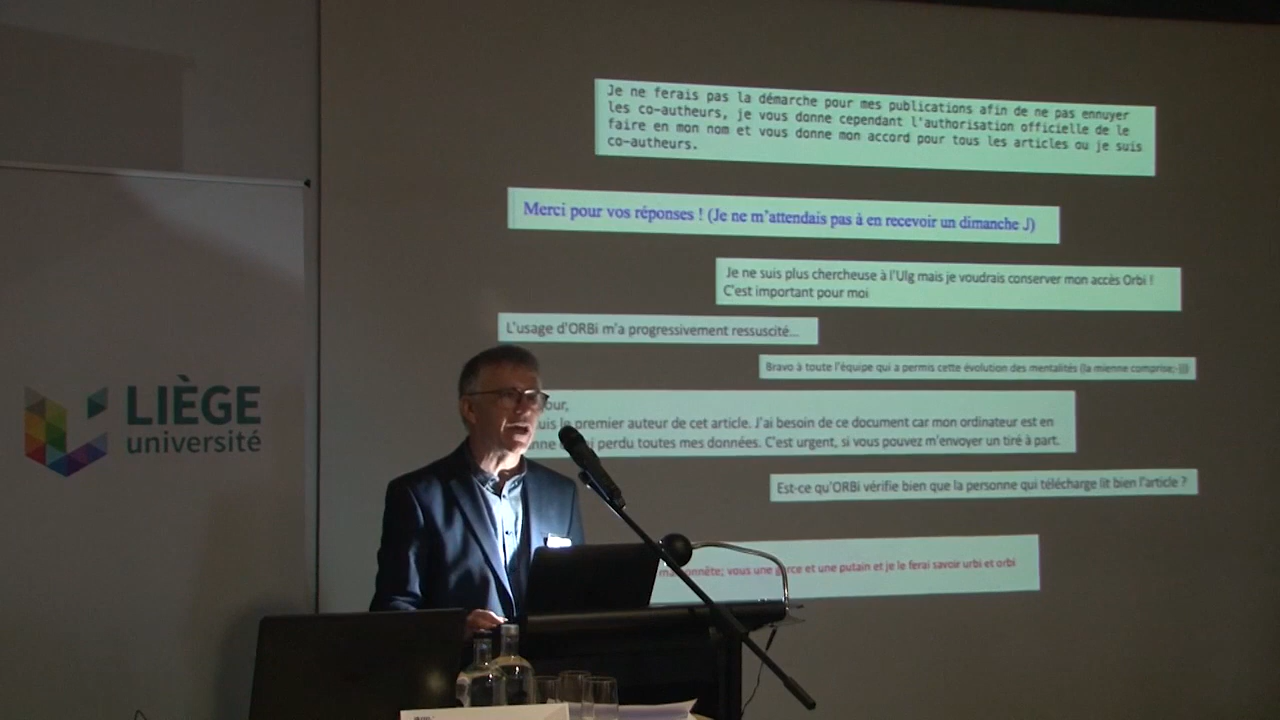 Je ne ferais pas la démarche pour mes publications afin de ne pas ennuyer
les co-autheurs, je vous donne cependant l'authorisation officielle de le
faire en mon nom et vous donne mon accord pour tous les articles ou je suis
co-autheurs.
Merci pour vos réponses ! (Je ne m'attendais pas à en recevoir un dimanche J)
Je ne suis plus chercheuse à l'Ulg mais je voudrais conserver mon accès Orbi !
C'est important pour moi
L'usage d'ORBi m'a progressivement ressuscité...
Bravo à toute l'équipe qui a permis cette évolution des mentalités (la mienne comprise;-)))
our,
uis le premier auteur de cet article. J'ai besoin de ce document car mon ordinateur est en
nne perdu toutes mes données. C'est urgent, si vous pouvez m'envoyer un tiré à part.
Est-ce qu'ORBi vérifie bien que la personne qui télécharge lit bien l'article ?
vous une garce et une putain et je le ferai savoir urbi et orbi
LIÈGE
université